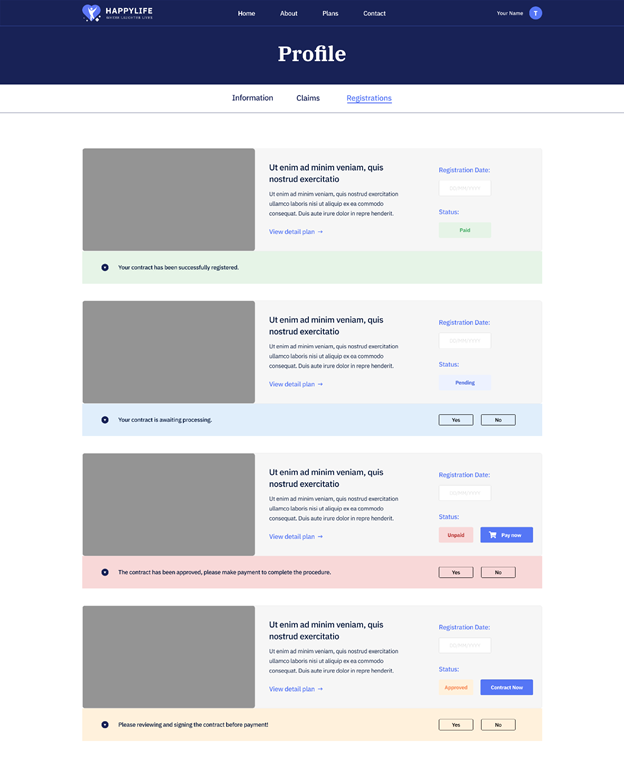 HAPPYLIFE
Home About Plans Contact
Your Name T
Profile
Information Claims Registrations
Ut enim ad minim veniam, quis
nostrud exercitatio
Ut enim ad minim veniam, quis nostrud exercitation
ullamco laboris nisi ut aliquip ex ea commodo
consequat. Duis aute irure dolor in repre henderit.
View detail plan →
Registration Date:
Status:
Paid
Your contract has been successfully registered.
Ut enim ad minim veniam, quis
nostrud exercitatio
Ut enim ad minim veniam, quis nostrud exercitation
ullamco laboris nisi ut aliquip ex ea commodo
consequat. Duis aute irure dolor in repre henderit.
View detail plan →
Registration Date:
Status:
Pending
Your contract is awaiting processing.
Yes No
Ut enim ad minim veniam, quis
nostrud exercitatio
Ut enim ad minim veniam, quis nostrud exercitation
ullamco laboris nisi ut aliquip ex ea commodo
consequat. Duis aute irure dolor in repre henderit.
View detail plan →
Registration Date:
Status:
Unpaid Pay now
The contract has been approved, please make payment to complete the procedure.
Yes No
Ut enim ad minim veniam, quis
nostrud exercitatio
Ut enim ad minim veniam, quis nostrud exercitation
ullamco laboris nisi ut aliquip ex ea commodo
consequat. Duis aute irure dolor in repre henderit.
View detail plan →
Registration Date:
Status:
Approved Contract Now
Please reviewing and signing the contract before payment!
Yes No